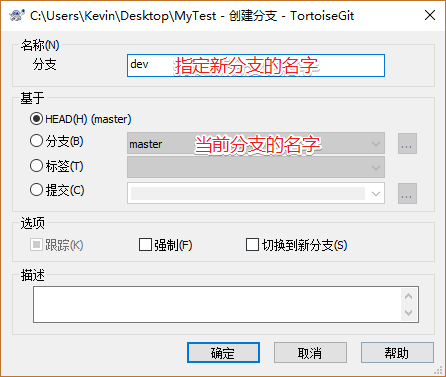 C:\Users\Kevin\Desktop\MyTest - 创建分支 - TortoiseGit
名称(N)
分支 dev 指定新分支的名字
基于
HEAD(H) (master)
分支(B) master 当前分支的名字 ...
标签(T)
提交(C) ...
选项
跟踪(K) 强制(F) 切换到新分支(S)
描述
确定 取消 帮助